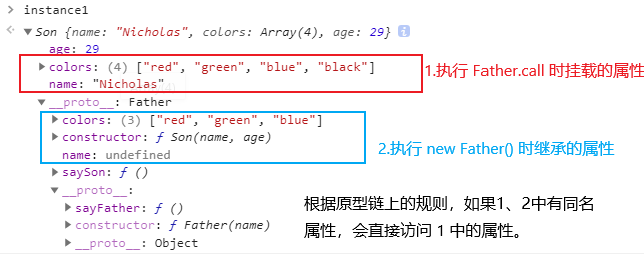 > instance1
< ▾ Son {name: "Nicholas", colors: Array(4), age: 29} i
age: 29
▸ colors: (4) ["red", "green", "blue", "black"]
name: "Nicholas"
1.执行 Father.call 时挂载的属性
▾ __proto__: Father
▸ colors: (3) ["red", "green", "blue"]
▸ constructor: ƒ Son(name, age)
name: undefined
2.执行 new Father() 时继承的属性
▸ saySon: ƒ ()
▾ __proto__:
▸ sayFather: ƒ ()
▸ constructor: ƒ Father(name)
▸ __proto__: Object
根据原型链上的规则，如果1、2中有同名
属性，会直接访问 1 中的属性。